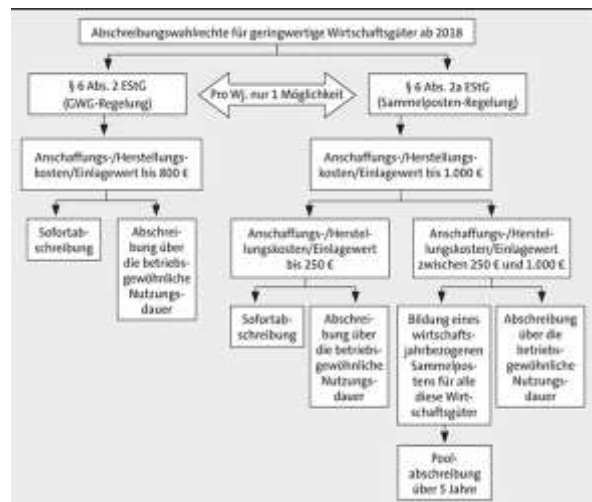 Abschreibungswahlrechte für geringwertige Wirtschaftsgüter ab 2018
§ 6 Abs. 2 EStG
(GWG-Regelung)
Pro Wj. nur 1 Möglichkeit
§ 6 Abs. 2a EStG
(Sammelposten-Regelung)
Anschaffungs-/Herstellungs-
kosten/Einlagewert bis 800 €
Anschaffungs-/Herstellungs-
kosten/Einlagewert bis 1.000 €
Sofortab-
schreibung
Abschrei-
bung über
die betriebs-
gewöhnliche
Nutzungs-
dauer
Anschaffungs-/Herstel-
lungskosten/Einlagewert
bis 250 €
Anschaffungs-/Herstel-
lungskosten/Einlagewert
zwischen 250 € und 1.000 €
Sofortab-
schreibung
Abschrei-
bung über
die betriebs-
gewöhnliche
Nutzungs-
dauer
Bildung eines
wirtschafts-
jahrbezogenen
Sammelpos-
tens für alle
diese Wirt-
schaftsgüter
Abschreibung
über die
betriebs-
gewöhnliche
Nutzungs-
dauer
Pool-
abschreibung
über 5 Jahre